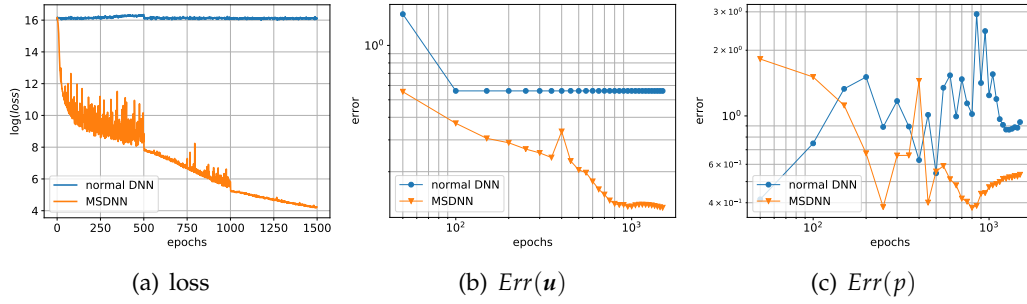 16
14
12
10
8
6
4
log(loss)
normal DNN
MSDNN
0 250 500 750 1000 1250 1500
epochs
(a) loss
10⁰
error
normal DNN
MSDNN
10² 10³
epochs
(b) Err(u)
3 × 10⁰
2 × 10⁰
10⁰
6 × 10⁻¹
4 × 10⁻¹
error
normal DNN
MSDNN
10² 10³
epochs
(c) Err(p)